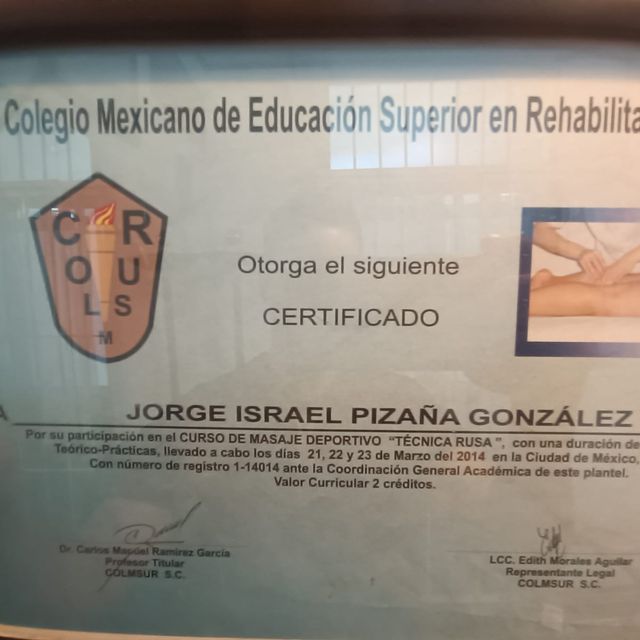 Colegio Mexicano de Educación Superior en Rehabilita
C R
O U
L S
M
Otorga el siguiente
CERTIFICADO
A JORGE ISRAEL PIZAÑA GONZÁLEZ
Por su participación en el CURSO DE MASAJE DEPORTIVO "TÉCNICA RUSA", con una duración de
Teórico-Prácticas, llevado a cabo los días 21, 22 y 23 de Marzo del 2014 en la Ciudad de México,
Con número de registro 1-14014 ante la Coordinación General Académica de este plantel.
Valor Curricular 2 créditos.
Dr. Carlos Manuel Ramirez García
Profesor Titular
COLMSUR S.C.
LCC. Edith Morales Aguilar
Representante Legal
COLMSUR S.C.